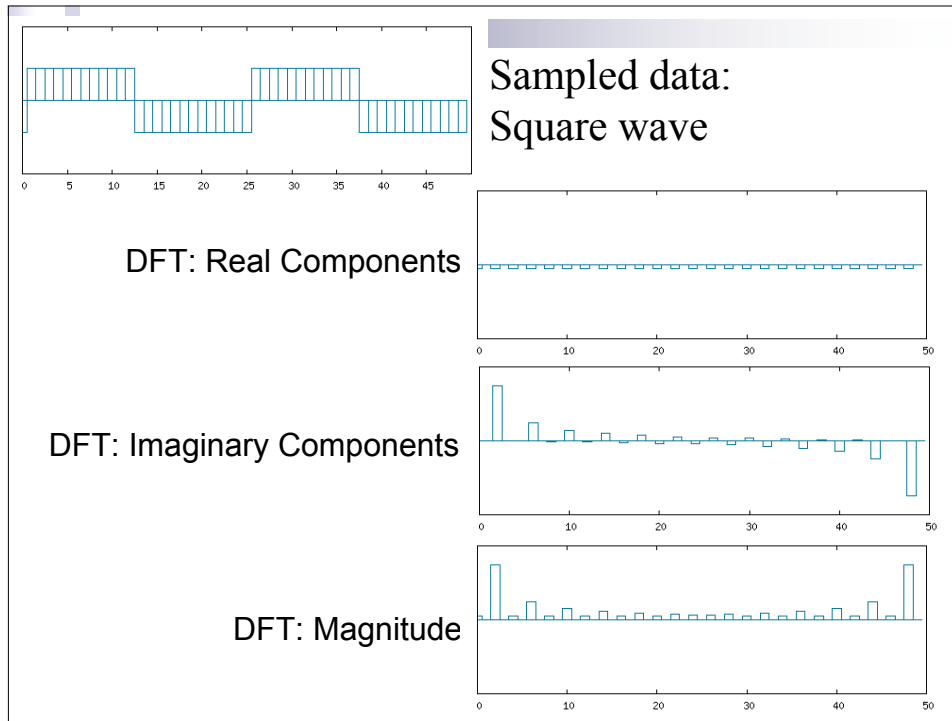 Sampled data:
Square wave
0 5 10 15 20 25 30 35 40 45
DFT: Real Components
0 10 20 30 40 50
DFT: Imaginary Components
0 10 20 30 40 50
DFT: Magnitude
0 10 20 30 40 50